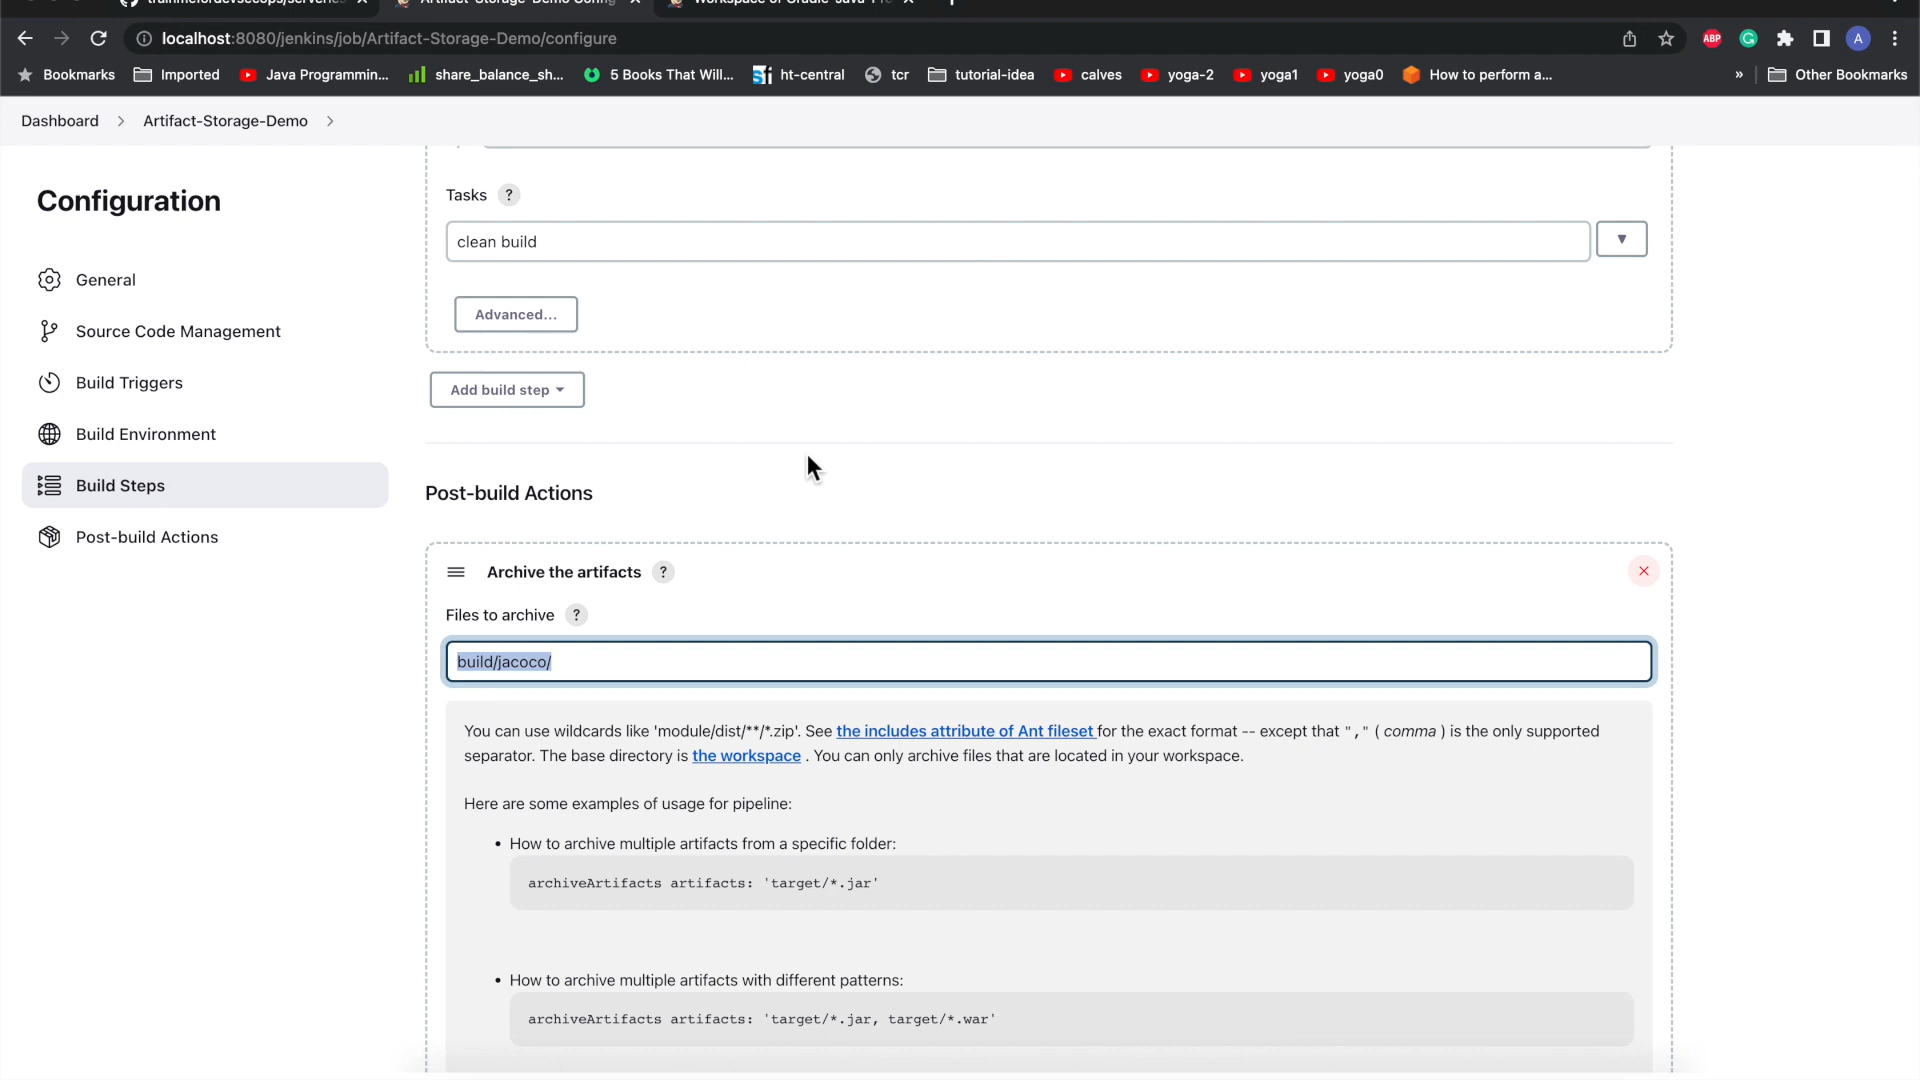 localhost:8080/jenkins/job/Artifact-Storage-Demo/configure
Bookmarks Imported Java Programmin... share_balance_sh... 5 Books That Will... ht-central tcr tutorial-idea calves yoga-2 yoga1 yoga0 How to perform a... » Other Bookmarks
Dashboard > Artifact-Storage-Demo >
Configuration
General
Source Code Management
Build Triggers
Build Environment
Build Steps
Post-build Actions
Tasks ?
clean build
Advanced...
Add build step
Post-build Actions
Archive the artifacts ?
Files to archive ?
build/jacoco/
You can use wildcards like 'module/dist/**/*.zip'. See the includes attribute of Ant fileset for the exact format -- except that "," ( comma ) is the only supported
separator. The base directory is the workspace . You can only archive files that are located in your workspace.
Here are some examples of usage for pipeline:
• How to archive multiple artifacts from a specific folder:
archiveArtifacts artifacts: 'target/*.jar'
• How to archive multiple artifacts with different patterns:
archiveArtifacts artifacts: 'target/*.jar, target/*.war'